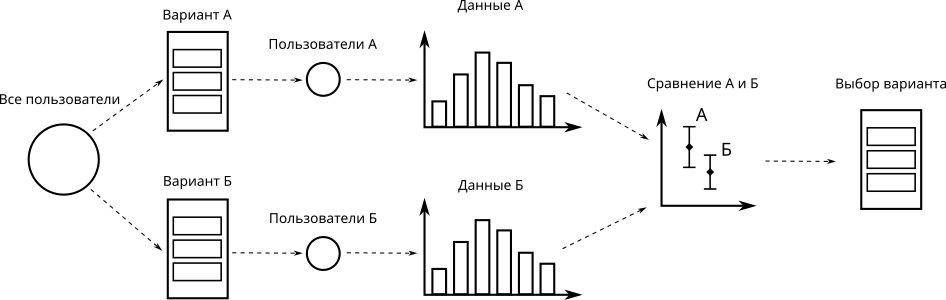 Данные А
Вариант А
Пользователи А
Все пользователи
Сравнение А и Б
Выбор варианта
А
Б
Вариант Б
Данные Б
Пользователи Б